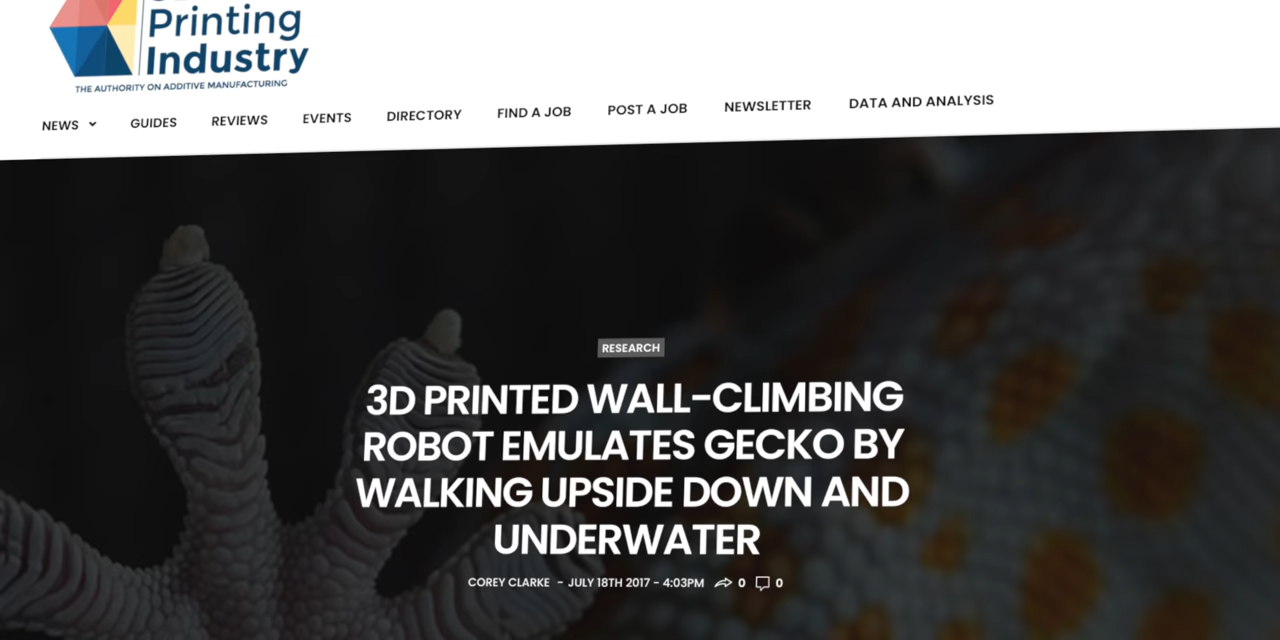 Printing
Industry
THE AUTHORITY ON ADDITIVE MANUFACTURING
NEWS GUIDES REVIEWS EVENTS DIRECTORY FIND A JOB POST A JOB NEWSLETTER DATA AND ANALYSIS
RESEARCH
3D PRINTED WALL-CLIMBING
ROBOT EMULATES GECKO BY
WALKING UPSIDE DOWN AND
UNDERWATER
COREY CLARKE - JULY 18TH 2017 - 4:03PM 0 0